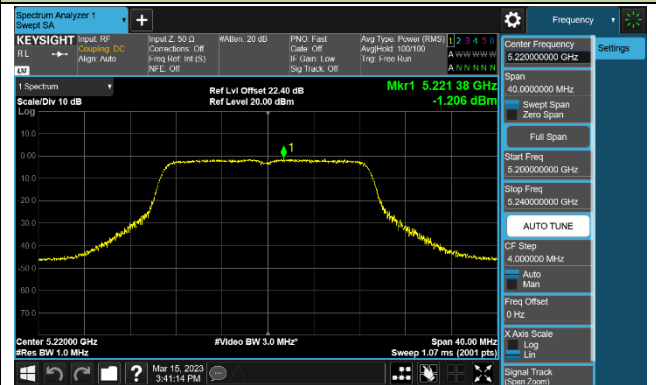 Spectrum Analyzer 1
Swept SA
+
Frequency
KEYSIGHT
RL
LXI
Input: RF
Coupling: DC
Align: Auto
Input Z: 50 Ω
Corrections: Off
Freq Ref: Int (S)
NFE: Off
#Atten: 20 dB
PNO: Fast
Gate: Off
IF Gain: Low
Sig Track: Off
Avg Type: Power (RMS)
Avg|Hold: 100/100
Trig: Free Run
1 2 3 4 5 6
A W W W W W
A N N N N N
Center Frequency
5.220000000 GHz
Settings
Span
40.0000000 MHz
Swept Span
Zero Span
Full Span
Start Freq
5.200000000 GHz
Stop Freq
5.240000000 GHz
AUTO TUNE
CF Step
4.000000 MHz
Auto
Man
Freq Offset
0 Hz
X Axis Scale
Log
Lin
Signal Track
(Span Zoom)
1 Spectrum
Scale/Div 10 dB
Log
Ref Lvl Offset 22.40 dB
Ref Level 20.00 dBm
Mkr1 5.221 38 GHz
-1.206 dBm
10.0
0.00
1
-10.0
-20.0
-30.0
-40.0
-50.0
-60.0
-70.0
Center 5.22000 GHz
#Res BW 1.0 MHz
#Video BW 3.0 MHz*
Span 40.00 MHz
Sweep 1.07 ms (2001 pts)
?
Mar 15, 2023
3:41:14 PM